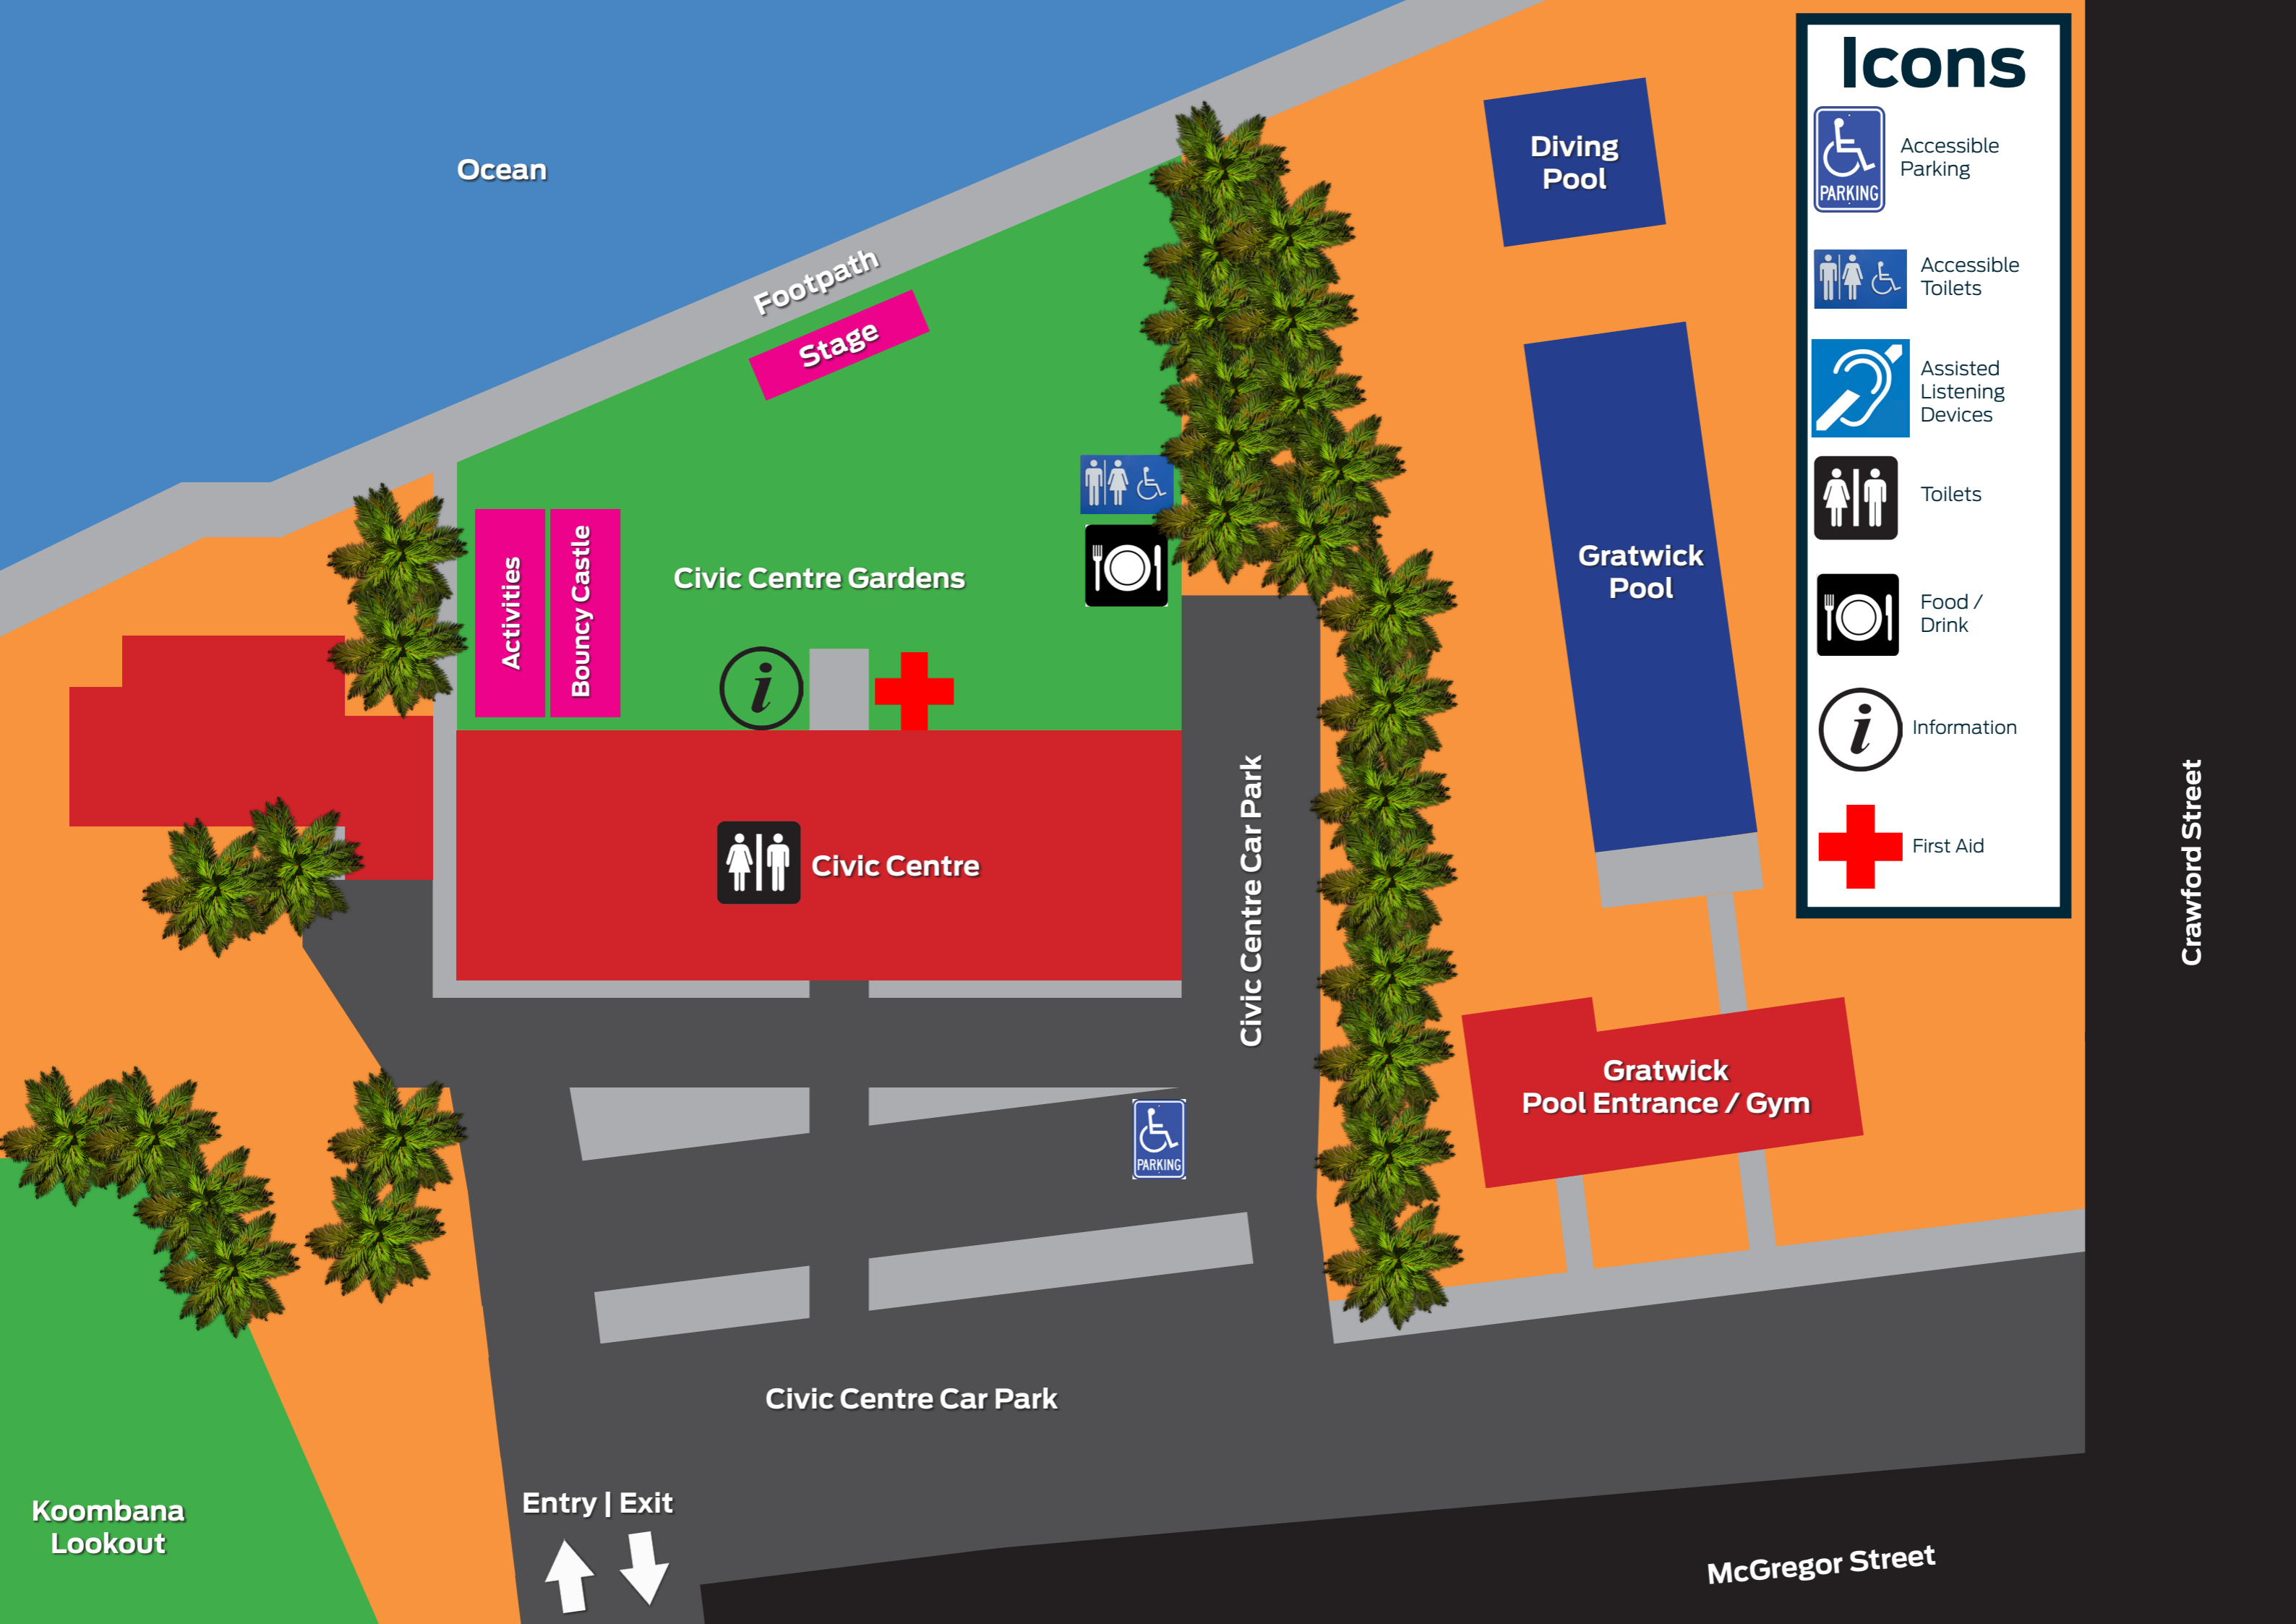 Ocean
Footpath
Stage
Activities
Bouncy Castle
Civic Centre Gardens
i
Civic Centre
Civic Centre Car Park
PARKING
Civic Centre Car Park
Entry | Exit
Koombana
Lookout
Diving
Pool
Gratwick
Pool
Gratwick
Pool Entrance / Gym
McGregor Street
Crawford Street
Icons
PARKING
Accessible
Parking
Accessible
Toilets
Assisted
Listening
Devices
Toilets
Food /
Drink
i
Information
First Aid